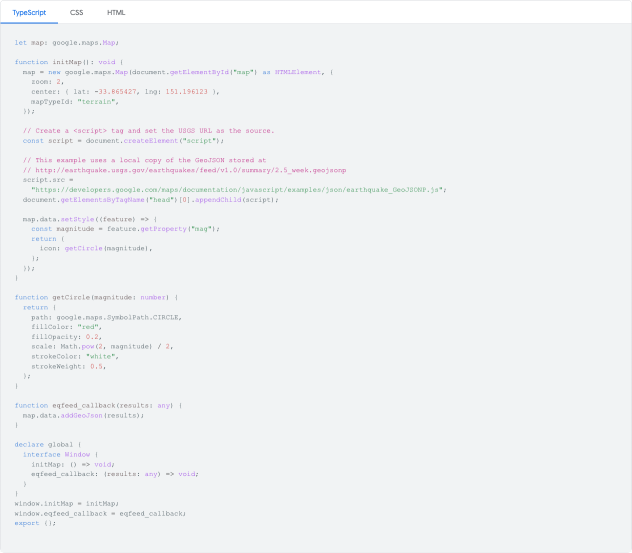 TypeScript CSS HTML
let map: google.maps.Map;
function initMap(): void {
map = new google.maps.Map(document.getElementById("map") as HTMLElement, {
zoom: 2,
center: { lat: -33.865427, lng: 151.196123 },
mapTypeId: "terrain",
});
// Create a <script> tag and set the USGS URL as the source.
const script = document.createElement("script");
// This example uses a local copy of the GeoJSON stored at
// http://earthquake.usgs.gov/earthquakes/feed/v1.0/summary/2.5_week.geojsonp
script.src =
"https://developers.google.com/maps/documentation/javascript/examples/json/earthquake_GeoJSONP.js";
document.getElementsByTagName("head")[0].appendChild(script);
map.data.setStyle((feature) => {
const magnitude = feature.getProperty("mag");
return {
icon: getCircle(magnitude),
};
});
}
function getCircle(magnitude: number) {
return {
path: google.maps.SymbolPath.CIRCLE,
fillColor: "red",
fillOpacity: 0.2,
scale: Math.pow(2, magnitude) / 2,
strokeColor: "white",
strokeWeight: 0.5,
};
}
function eqfeed_callback(results: any) {
map.data.addGeoJson(results);
}
declare global {
interface Window {
initMap: () => void;
eqfeed_callback: (results: any) => void;
}
}
window.initMap = initMap;
window.eqfeed_callback = eqfeed_callback;
export {};